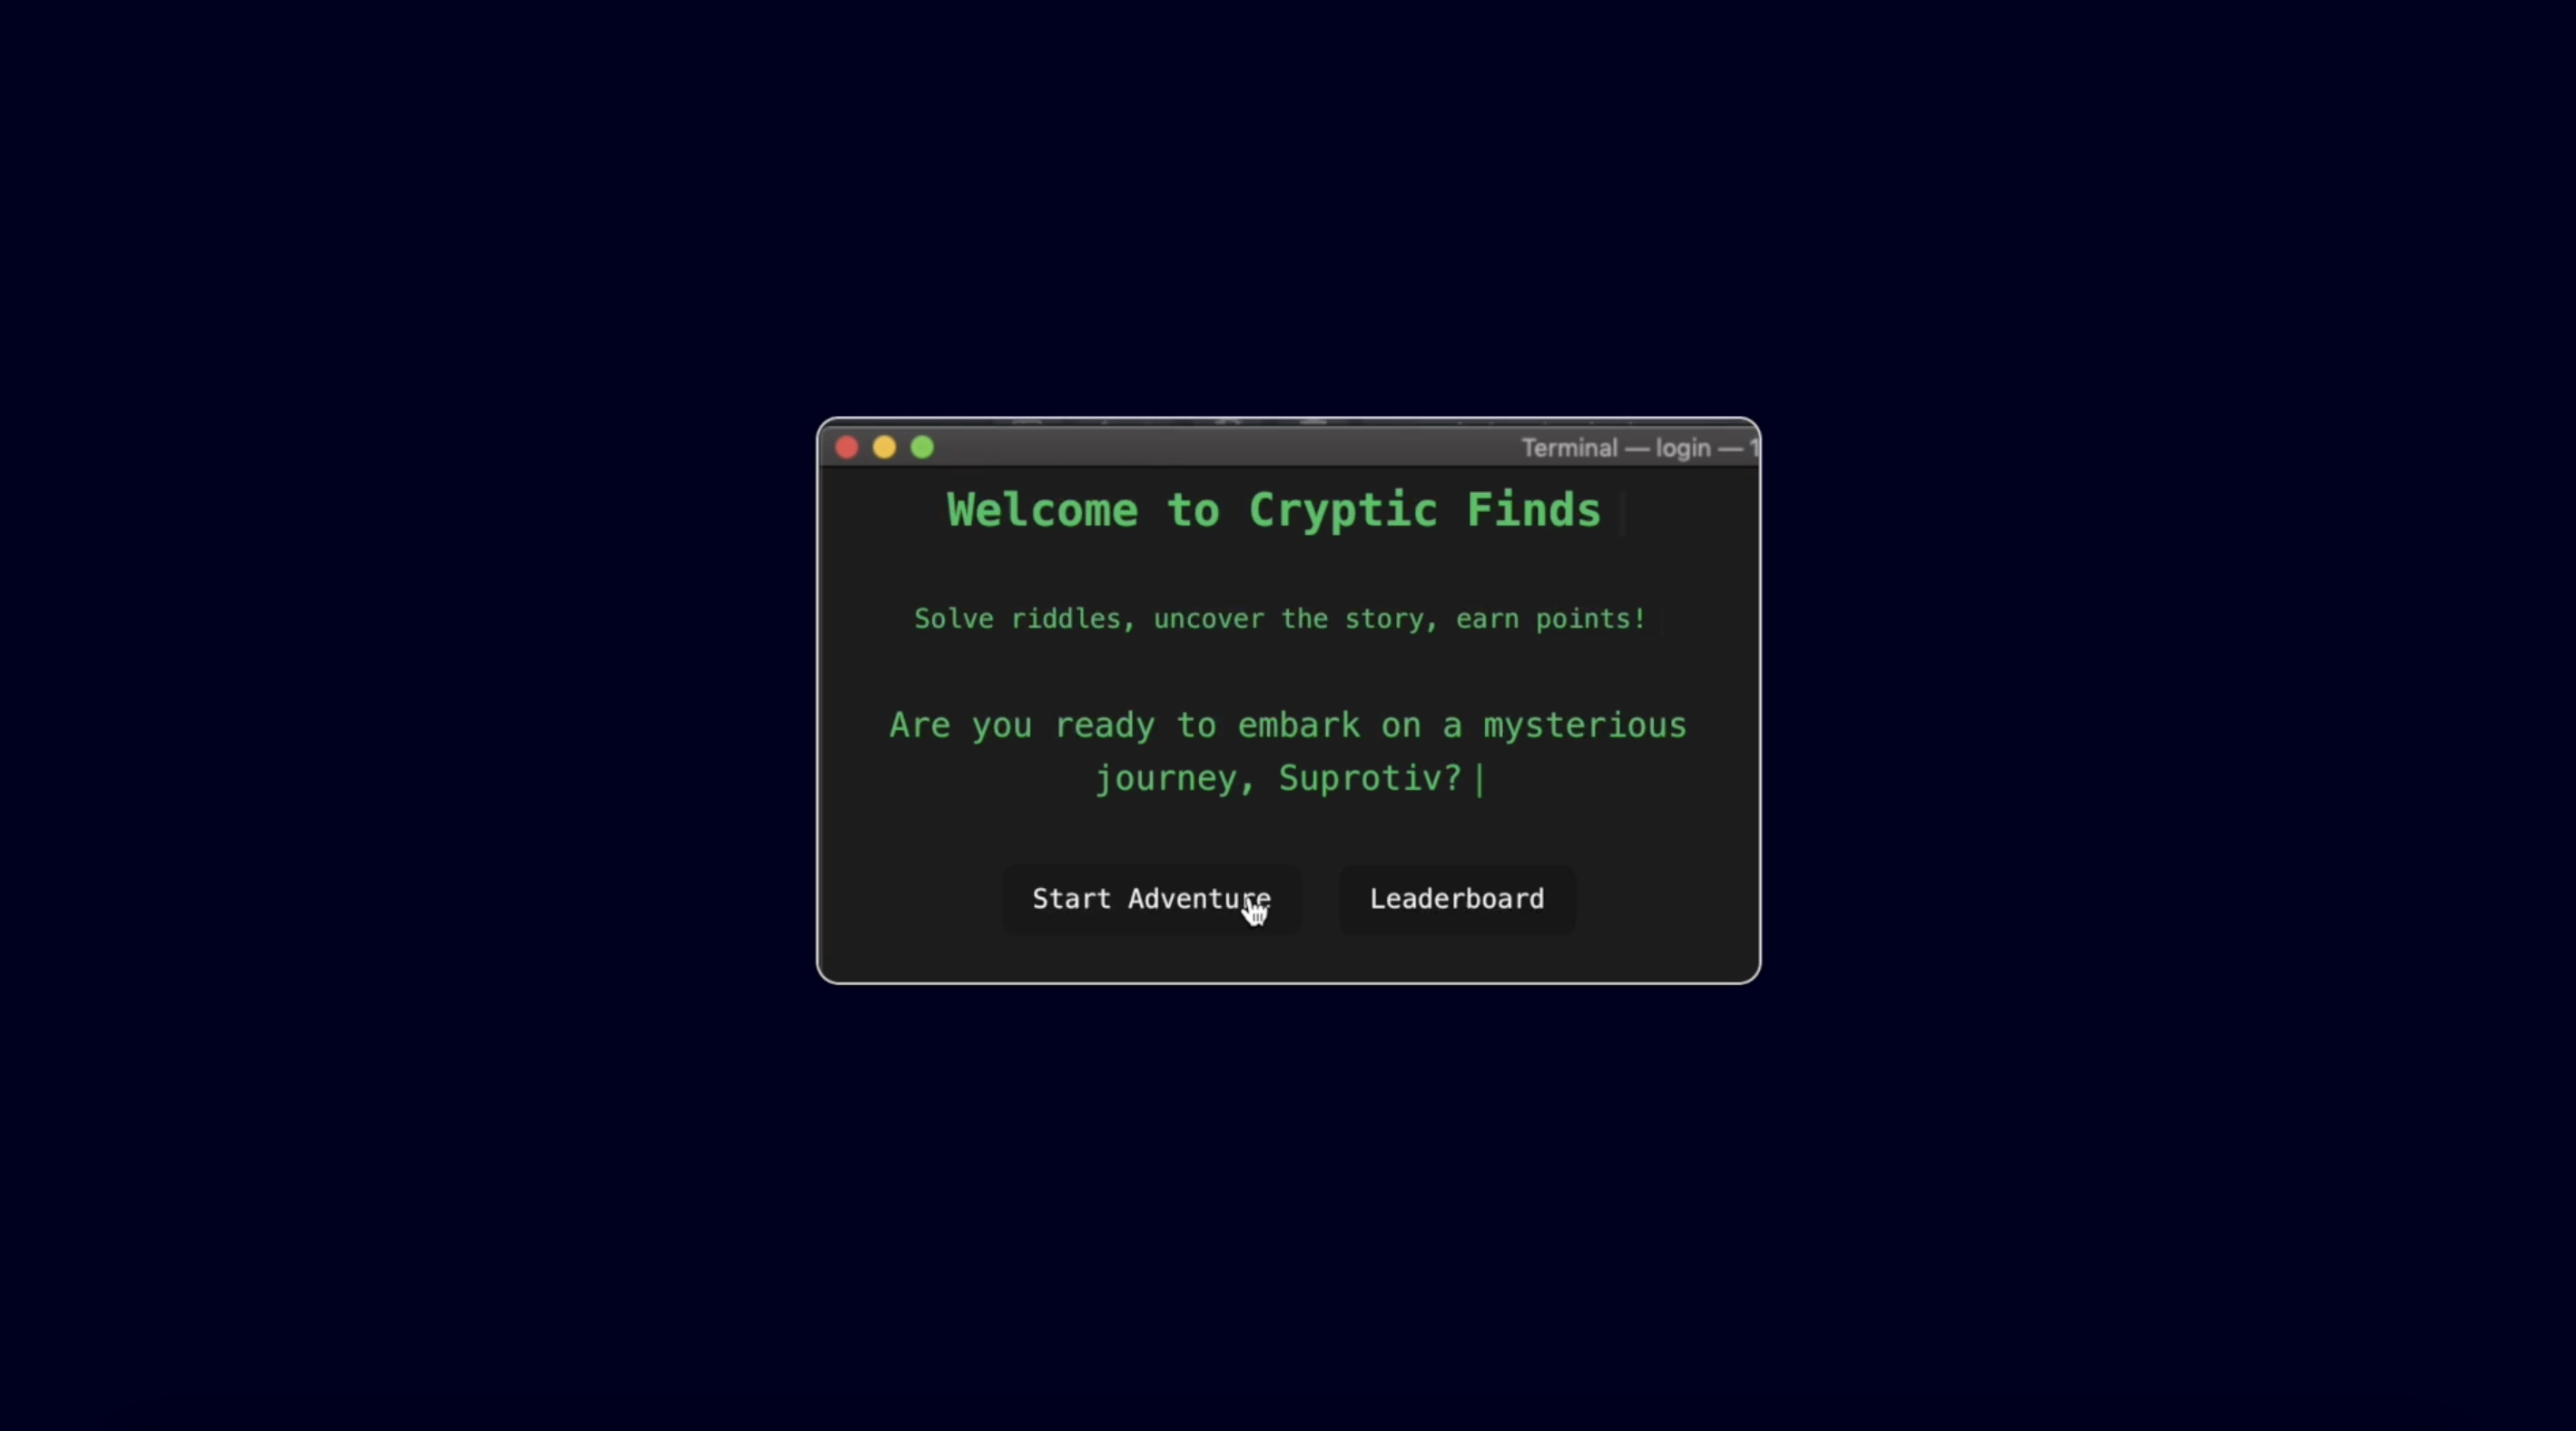 Terminal — login — 1
Welcome to Cryptic Finds
Solve riddles, uncover the story, earn points!
Are you ready to embark on a mysterious
journey, Suprotiv?
Start Adventure
Leaderboard